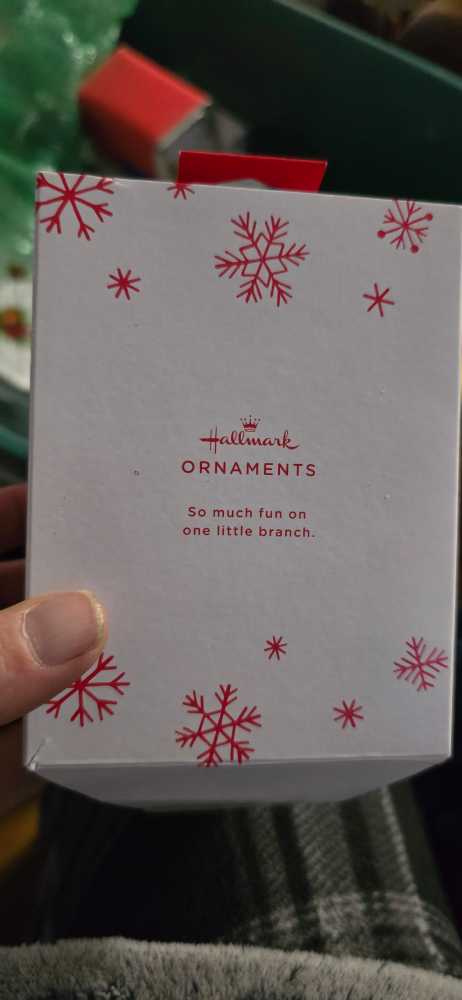 Hallmark
ORNAMENTS
So much fun on
one little branch.